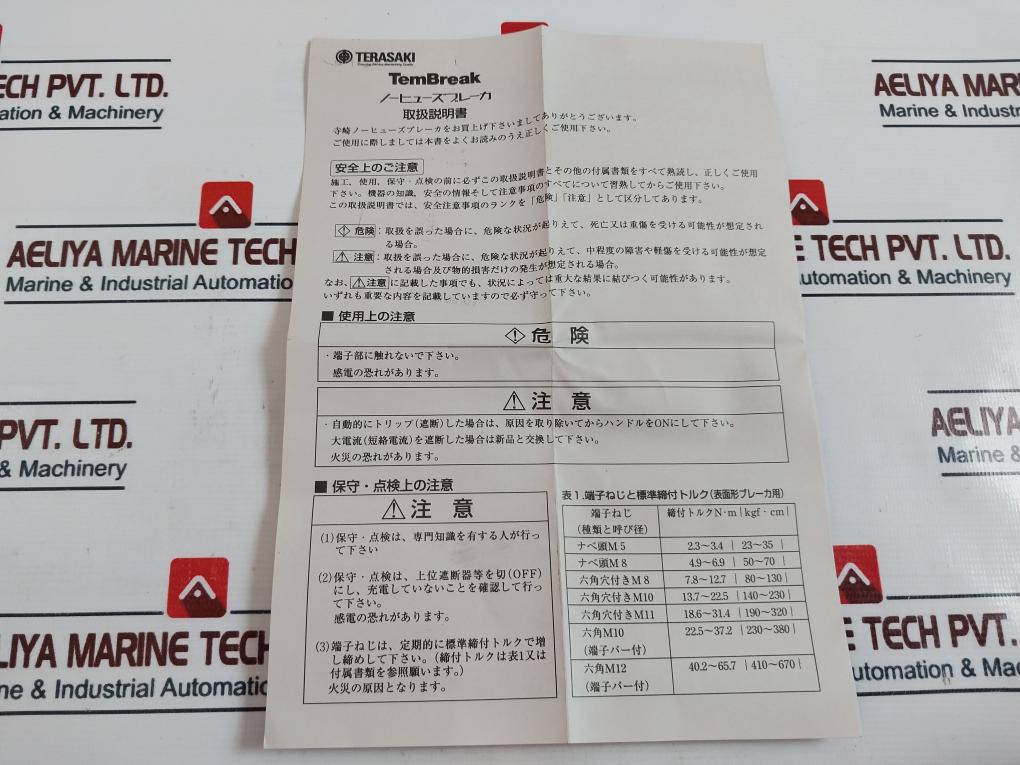 TERASAKI
TemBreak
ノーヒューズブレーカ
取扱説明書
寺崎ノーヒューズブレーカをお買上げ下さいましてありがとうございます。
ご使用に際しましては本書をよくお読みのうえ正しくご使用下さい。
安全上のご注意
施工，使用，保守・点検の前に必ずこの取扱説明書とその他の付属書類をすべて熟読し、正しくご使用
下さい。機器の知識，安全の情報そして注意事項のすべてについて習熟してからご使用下さい。
この取扱説明書では、安全注意事項のランクを「危険」「注意」として区分してあります。
危険：取扱を誤った場合に、危険な状況が起りえて、死亡又は重傷を受ける可能性が想定され
る場合。
注意：取扱を誤った場合に、危険な状況が起りえて、中程度の障害や軽傷を受ける可能性が想定
される場合及び物的損害だけの発生が想定される場合。
なお、注意に記載した事項でも、状況によっては重大な結果に結びつく可能性があります。
いずれも重要な内容を記載していますので必ず守って下さい。
■ 使用上の注意
危 険
・端子部に触れないで下さい。
感電の恐れがあります。
注 意
・自動的にトリップ(遮断)した場合は、原因を取り除いてからハンドルをONにして下さい。
大電流(短絡電流)を遮断した場合は新品と交換して下さい。
火災の恐れがあります。
■ 保守・点検上の注意
注 意
(1)保守・点検は、専門知識を有する人が行っ
て下さい
(2)保守・点検は、上位遮断器等を切(OFF)
にし、充電していないことを確認して行っ
て下さい。
感電の恐れがあります。
(3)端子ねじは、定期的に標準締付トルクで増
し締めして下さい。(締付トルクは表1又は
付属書類を参照願います。)
火災の原因となります。
表1.端子ねじと標準締付トルク(表面形ブレーカ用)
端子ねじ 締付トルクN・m｜kgf・cm｜
(種類と呼び径)
ナベ頭M5 2.3～3.4 ｜ 23～35 ｜
ナベ頭M8 4.9～6.9 ｜ 50～70 ｜
六角穴付きM8 7.8～12.7 ｜ 80～130｜
六角穴付きM10 13.7～22.5 ｜140～230｜
六角穴付きM11 18.6～31.4 ｜190～320｜
六角M10 22.5～37.2 ｜230～380｜
(端子バー付)
六角M12 40.2～65.7 ｜410～670｜
(端子バー付)
ECH PVT. LTD.
ation & Machinery
AELIYA MAR
Marine & Industrial
AELIYA MARINE TECH
Marine & Industrial Automatio
TECH PVT. LTD.
utomation & Machinery
PVT. LTD.
& Machinery
AELIYA
Marine &
LIYA MARINE TECH
ne & Industrial Automatio
TECH PVT. LTD.
mation & Machinery